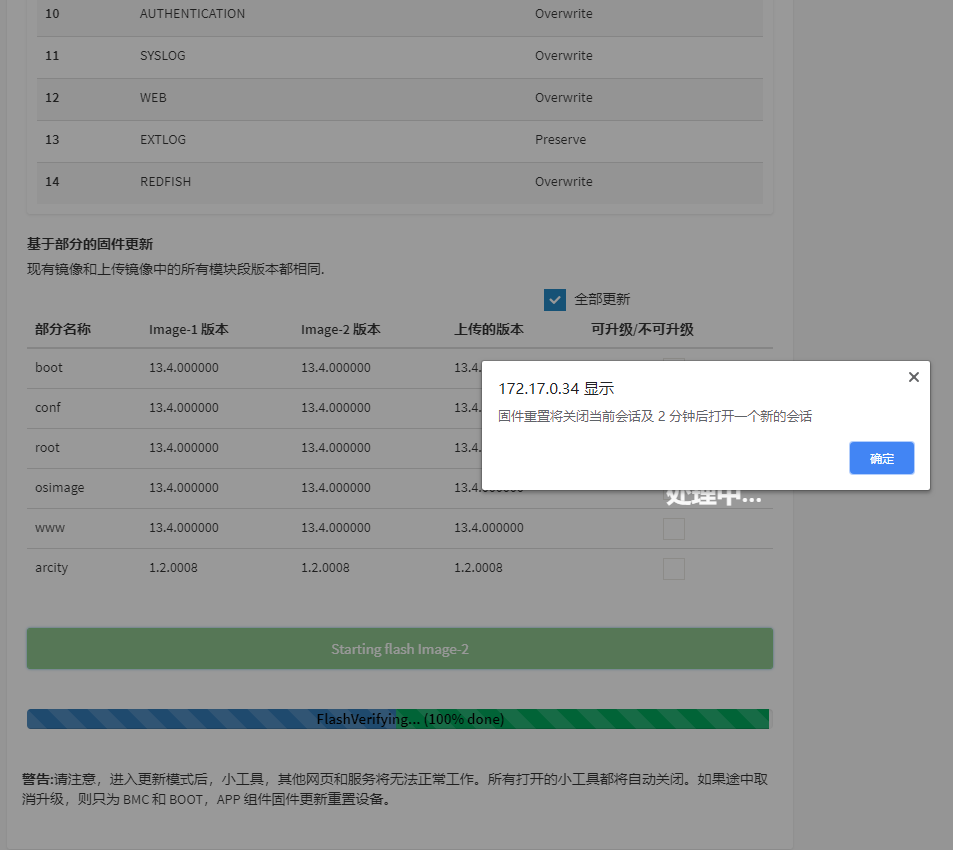 10 AUTHENTICATION Overwrite
11 SYSLOG Overwrite
12 WEB Overwrite
13 EXTLOG Preserve
14 REDFISH Overwrite
基于部分的固件更新
现有镜像和上传镜像中的所有模块段版本都相同.
全部更新
部分名称 Image-1 版本 Image-2 版本 上传的版本 可升级/不可升级
boot 13.4.000000 13.4.000000 13.4.
conf 13.4.000000 13.4.000000 13.4.
root 13.4.000000 13.4.000000 13.4.
osimage 13.4.000000 13.4.000000 13.4.000000
www 13.4.000000 13.4.000000 13.4.000000
arcity 1.2.0008 1.2.0008 1.2.0008
172.17.0.34 显示
固件重置将关闭当前会话及 2 分钟后打开一个新的会话
确定
处理中...
Starting flash Image-2
FlashVerifying... (100% done)
警告:请注意，进入更新模式后，小工具，其他网页和服务将无法正常工作。所有打开的小工具都将自动关闭。如果途中取
消升级，则只为 BMC 和 BOOT，APP 组件固件更新重置设备。